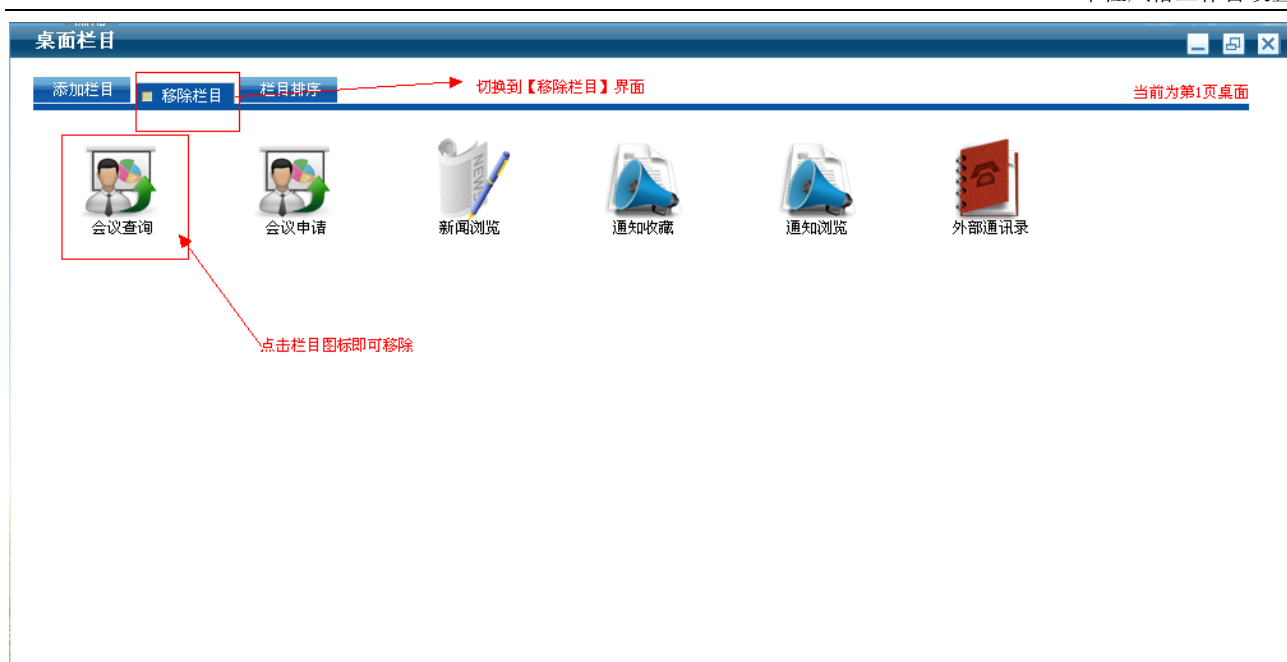 桌面栏目
添加栏目 移除栏目 栏目排序 切换到【移除栏目】界面 当前为第1页桌面
NEWS
会议查询 会议申请 新闻浏览 通知收藏 通知浏览 外部通讯录
点击栏目图标即可移除